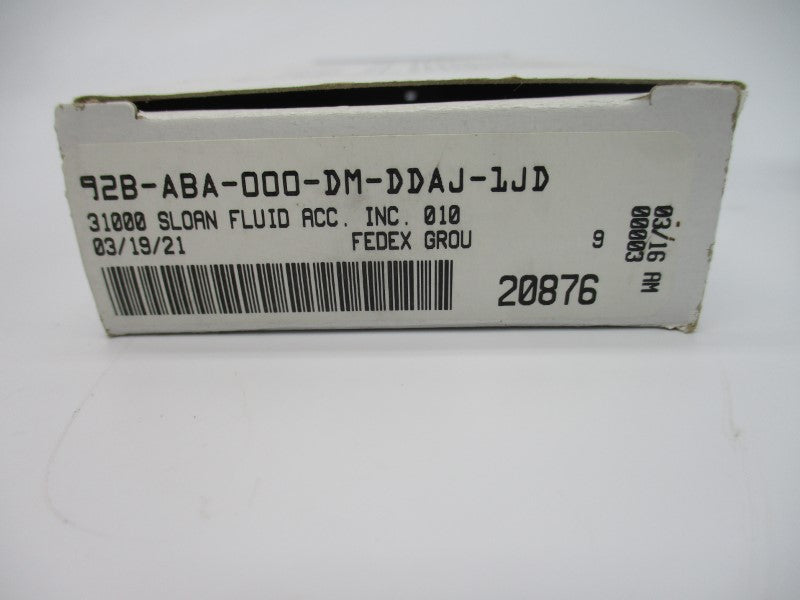 92B-ABA-000-DM-DDAJ-1JD
31000 SLOAN FLUID ACC. INC. 010
03/19/21 FEDEX GROU 9
20876
03/16 AM
00003